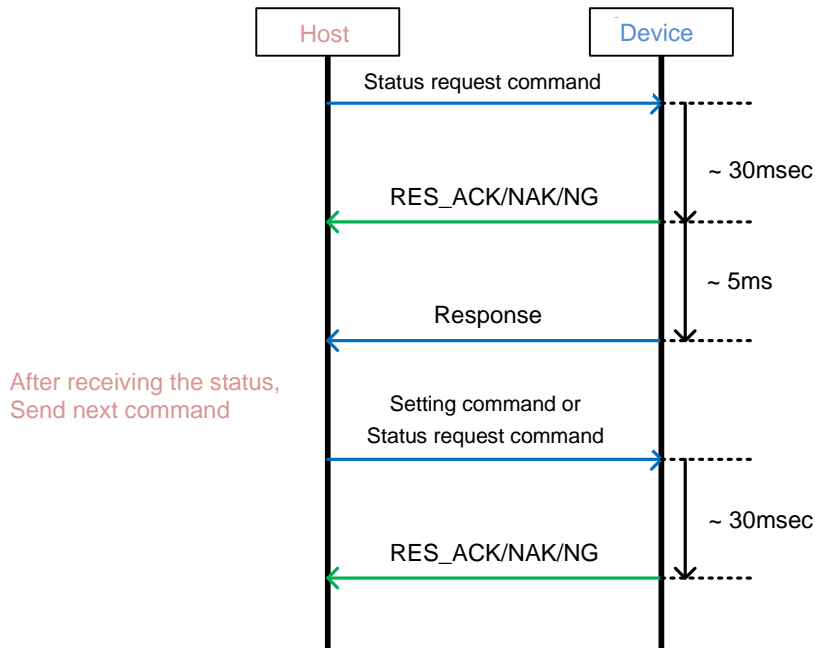 Host
Device
Status request command
~ 30msec
RES_ACK/NAK/NG
~ 5ms
Response
After receiving the status,
Send next command
Setting command or
Status request command
~ 30msec
RES_ACK/NAK/NG